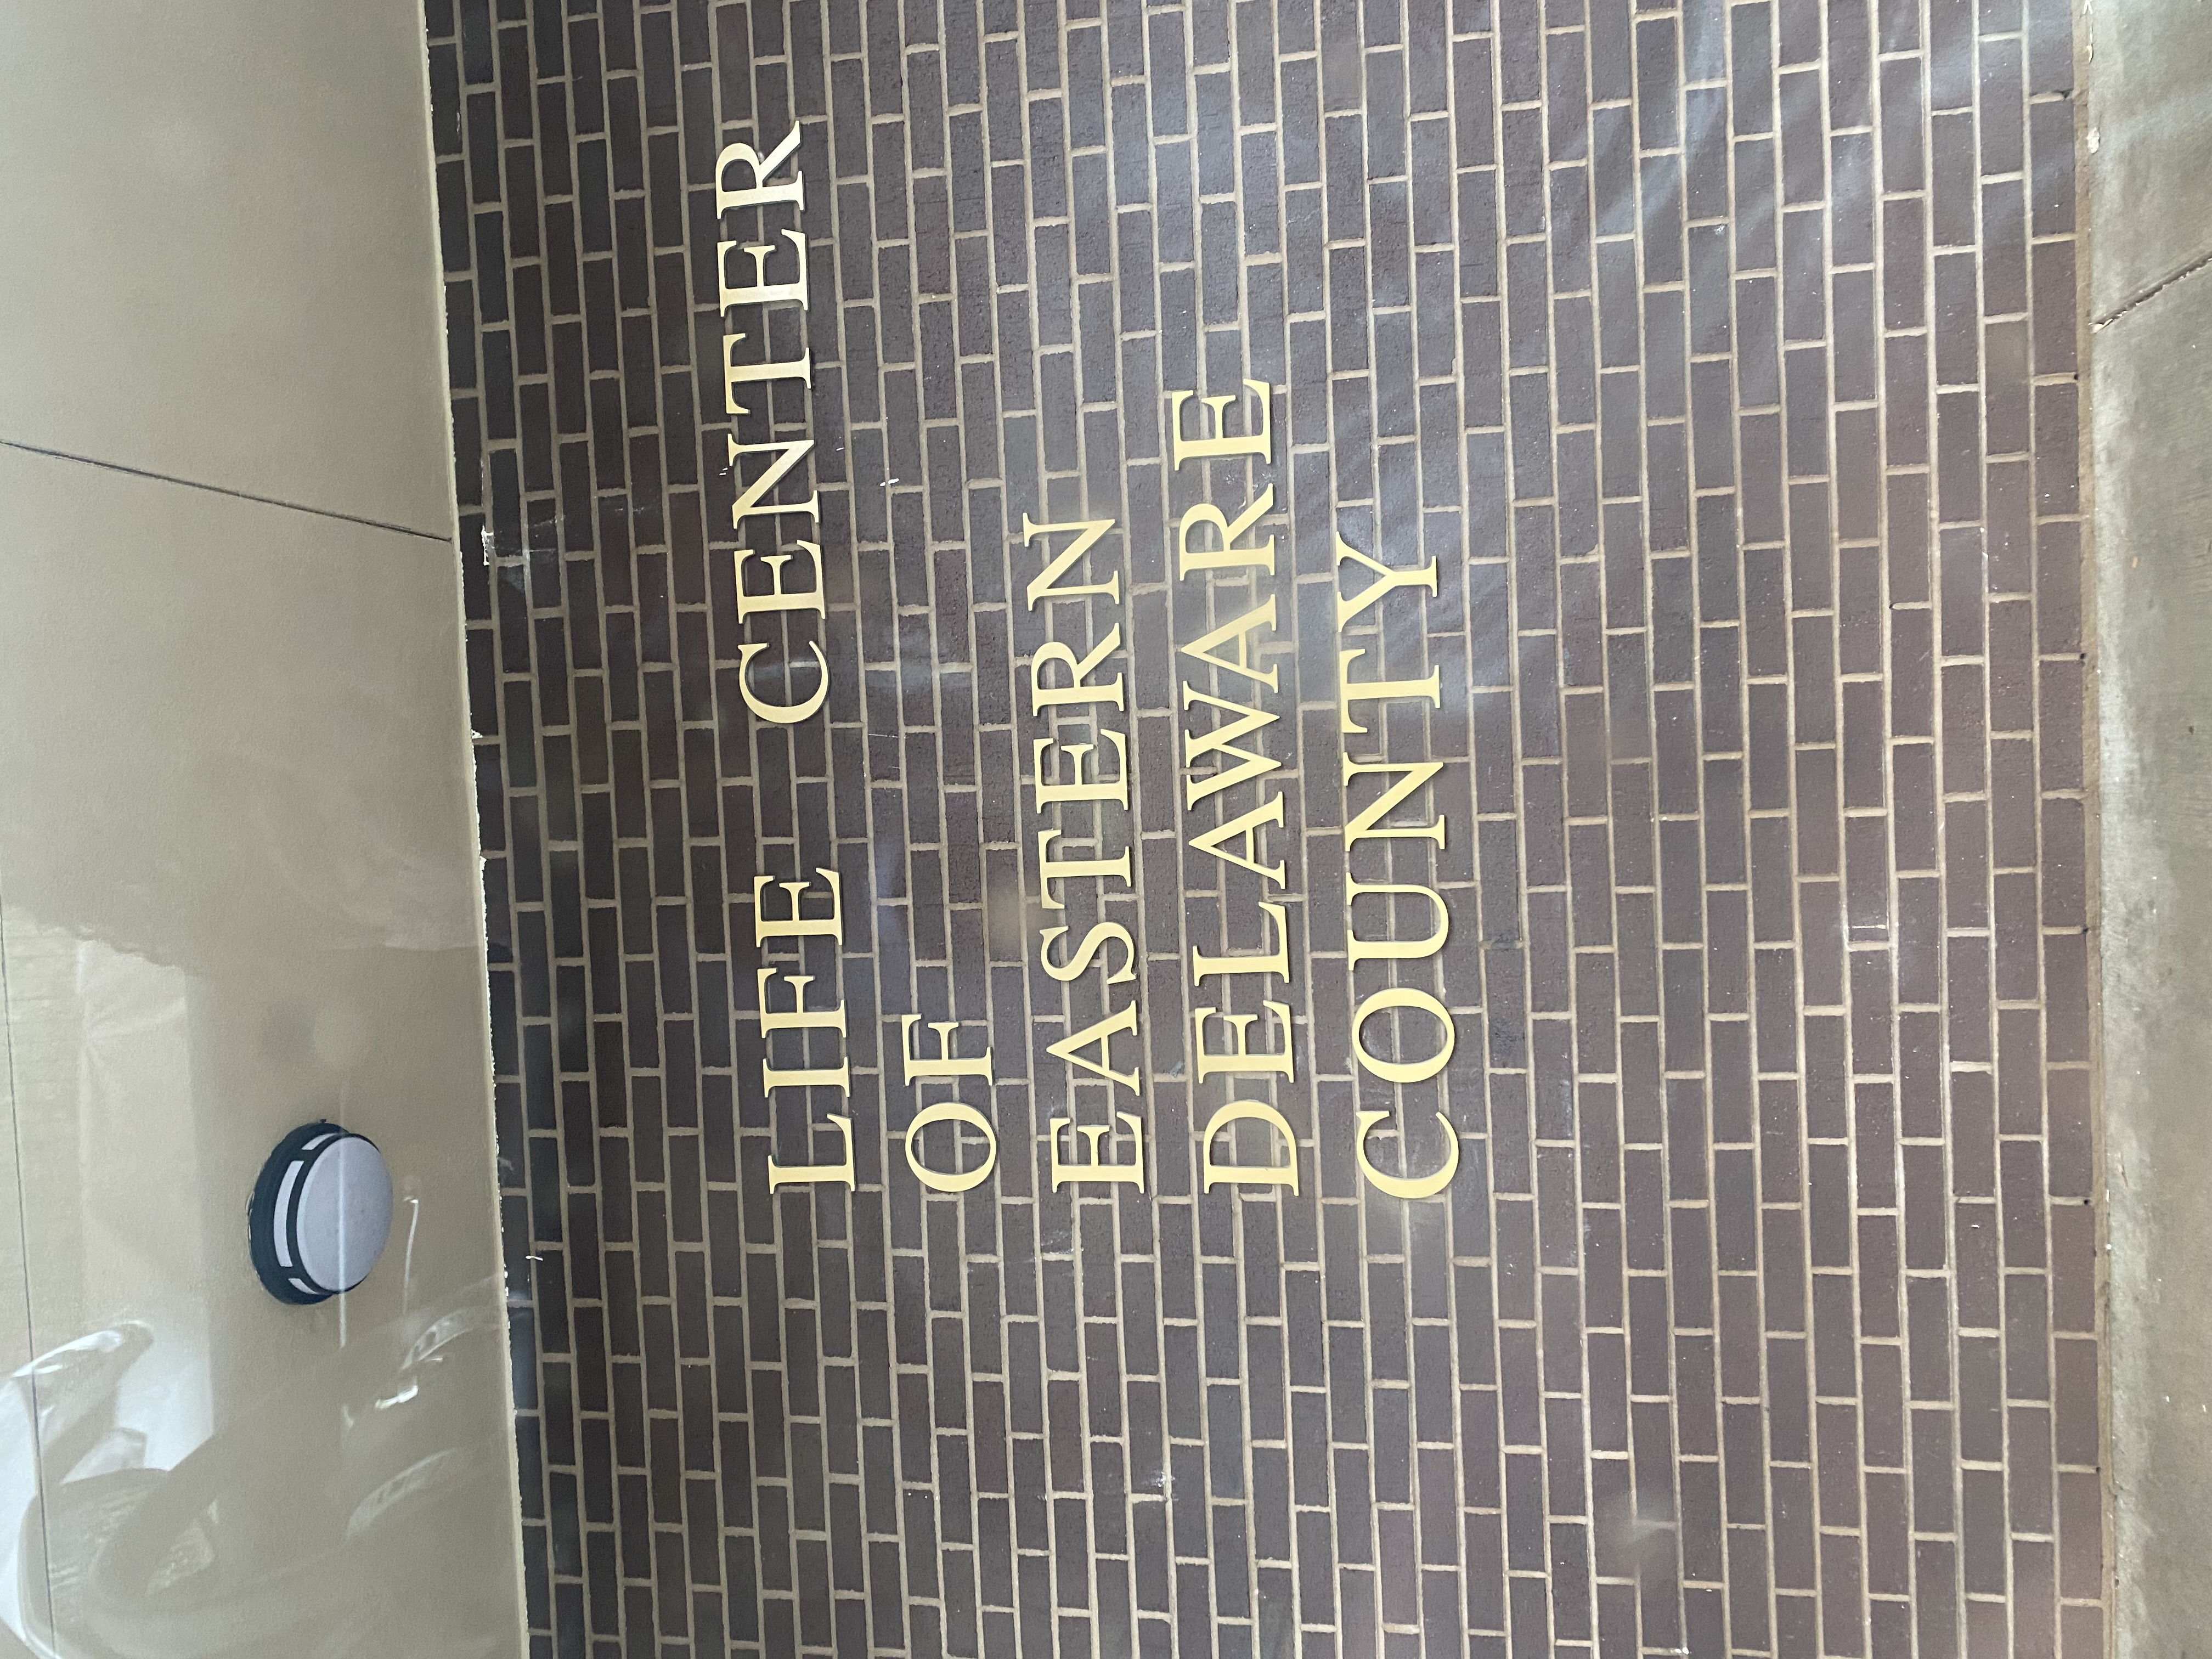 LIFE CENTER
OF
EASTERN
DELAWARE
COUNTY